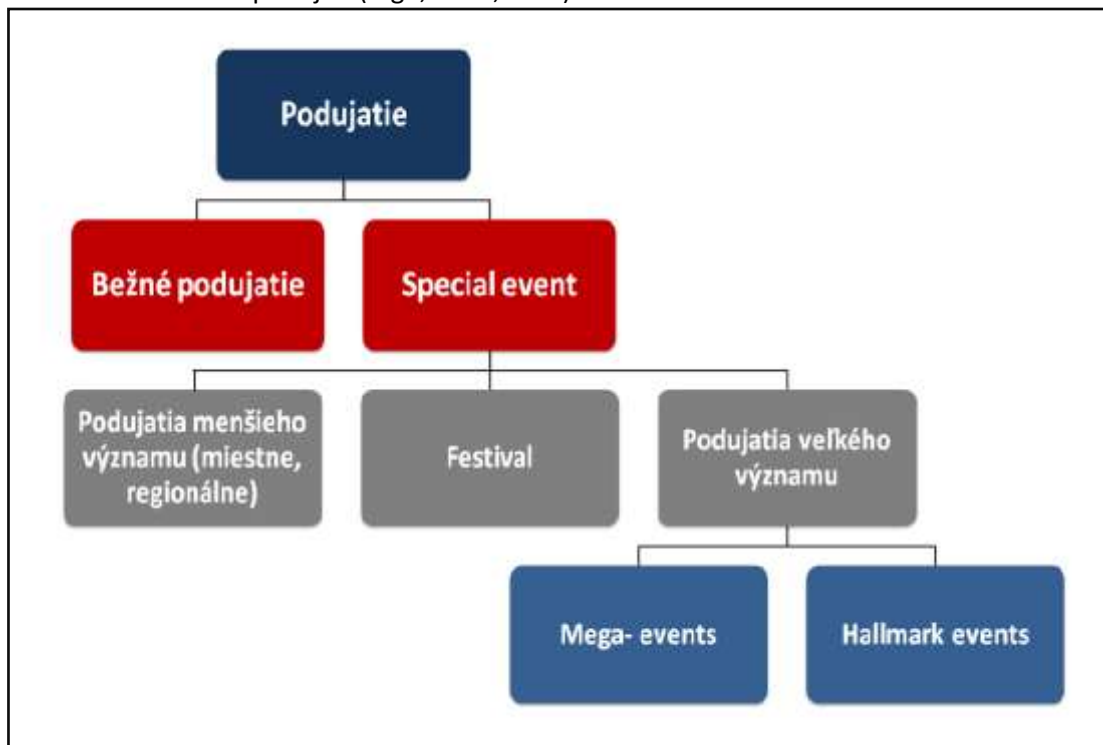 Podujatie
Bežné podujatie
Special event
Podujatia menšieho
významu (miestne,
regionálne)
Festival
Podujatia veľkého
významu
Mega- events
Hallmark events